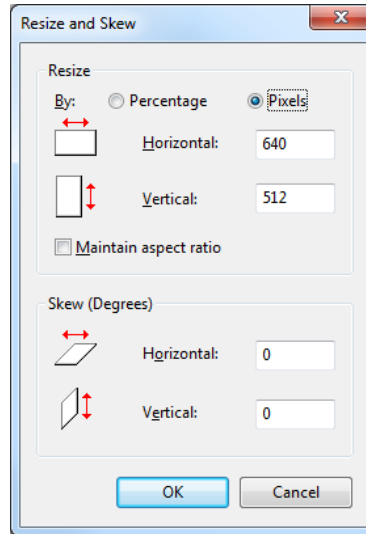 Resize and Skew
Resize
By: Percentage Pixels
Horizontal: 640
Vertical: 512
Maintain aspect ratio
Skew (Degrees)
Horizontal: 0
Vertical: 0
OK Cancel